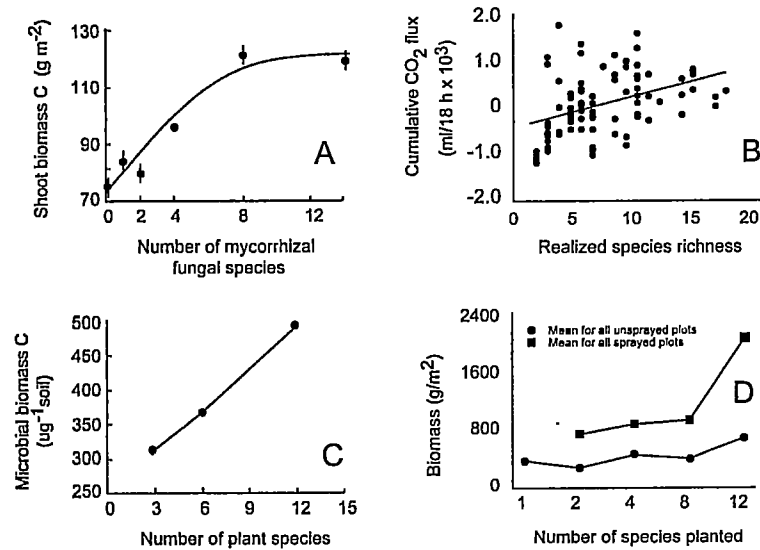 Shoot biomass C (g m-2)
130
110
90
70
0
2
4
8
12
A
Number of mycorrhizal
fungal species
Cumulative CO2 flux
(ml/18 h x 10³)
2.0
1.0
0
-1.0
-2.0
0
5
10
15
20
B
Realized species richness
Microbial biomass C
(ug-1soil)
500
450
400
350
300
250
0
3
6
9
12
15
C
Number of plant species
Biomass (g/m²)
2400
1600
800
0
1
2
4
8
12
Mean for all unsprayed plots
Mean for all sprayed plots
D
Number of species planted